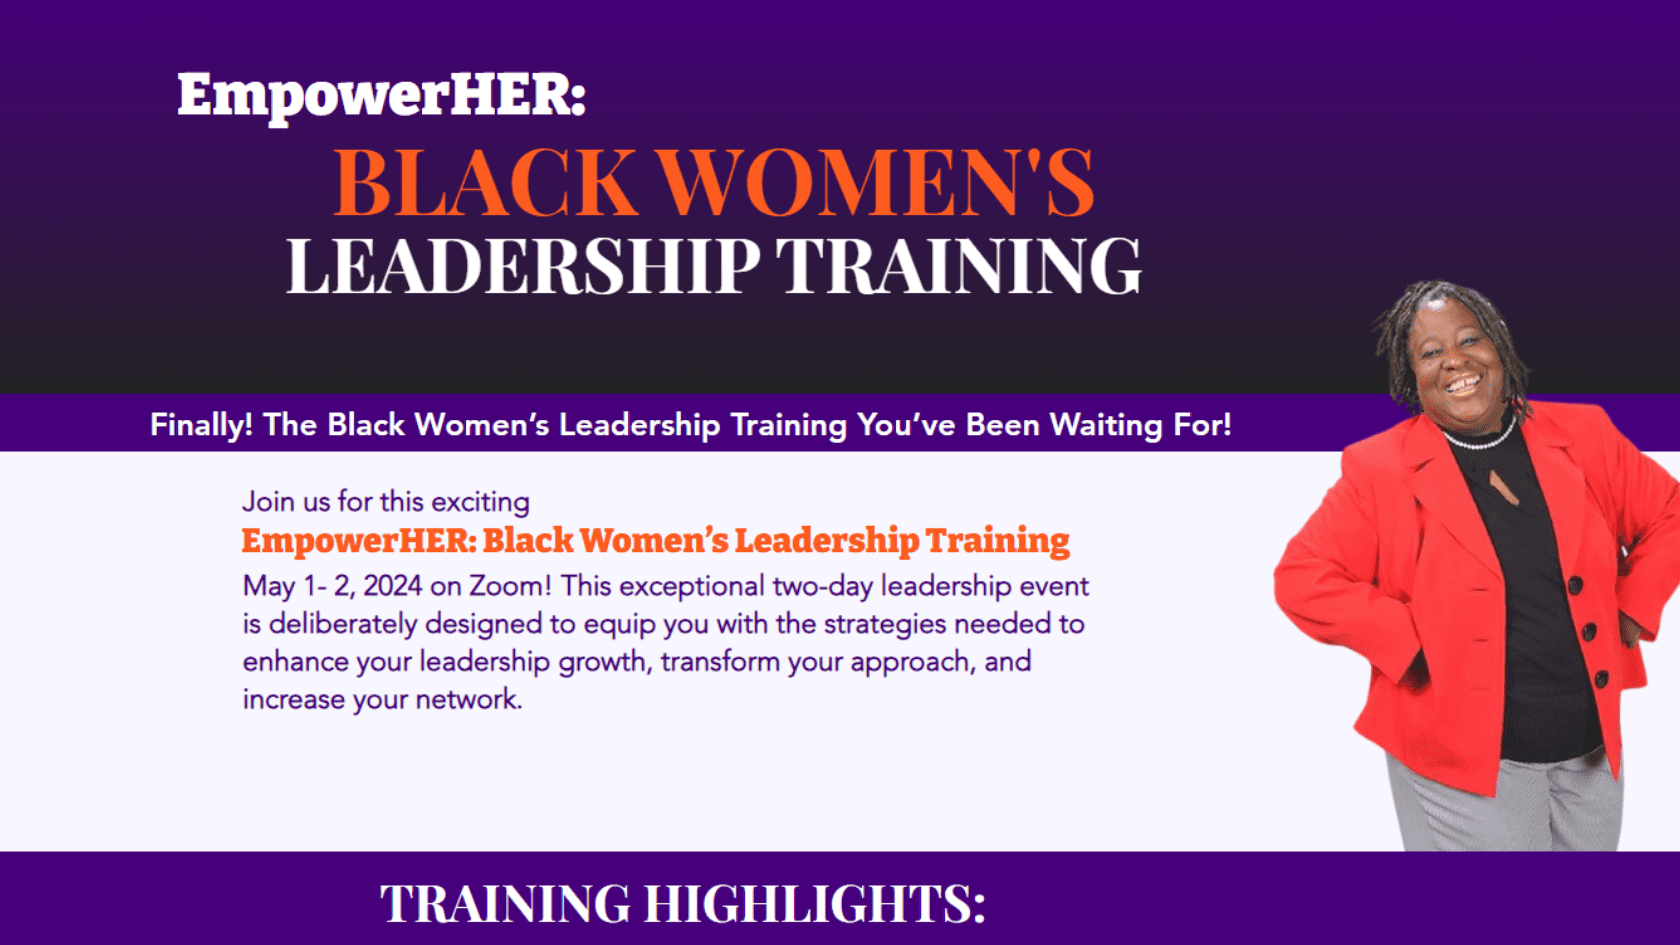 EmpowerHER:
BLACK WOMEN'S
LEADERSHIP TRAINING
Finally! The Black Women’s Leadership Training You’ve Been Waiting For!
Join us for this exciting
EmpowerHER: Black Women’s Leadership Training
May 1- 2, 2024 on Zoom! This exceptional two-day leadership event
is deliberately designed to equip you with the strategies needed to
enhance your leadership growth, transform your approach, and
increase your network.
TRAINING HIGHLIGHTS: